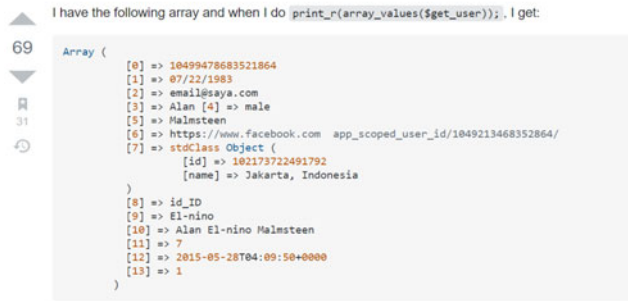 I have the following array and when I do print_r(array_values($get_user)); , I get:
69
31
Array (
[0] => 10499478683521864
[1] => 07/22/1983
[2] => email@saya.com
[3] => Alan [4] => male
[5] => Malmsteen
[6] => https://www.facebook.com app_scoped_user_id/1049213468352864/
[7] => stdClass Object (
[id] => 102173722491792
[name] => Jakarta, Indonesia
)
[8] => id_ID
[9] => El-nino
[10] => Alan El-nino Malmsteen
[11] => 7
[12] => 2015-05-28T04:09:50+0000
[13] => 1
)